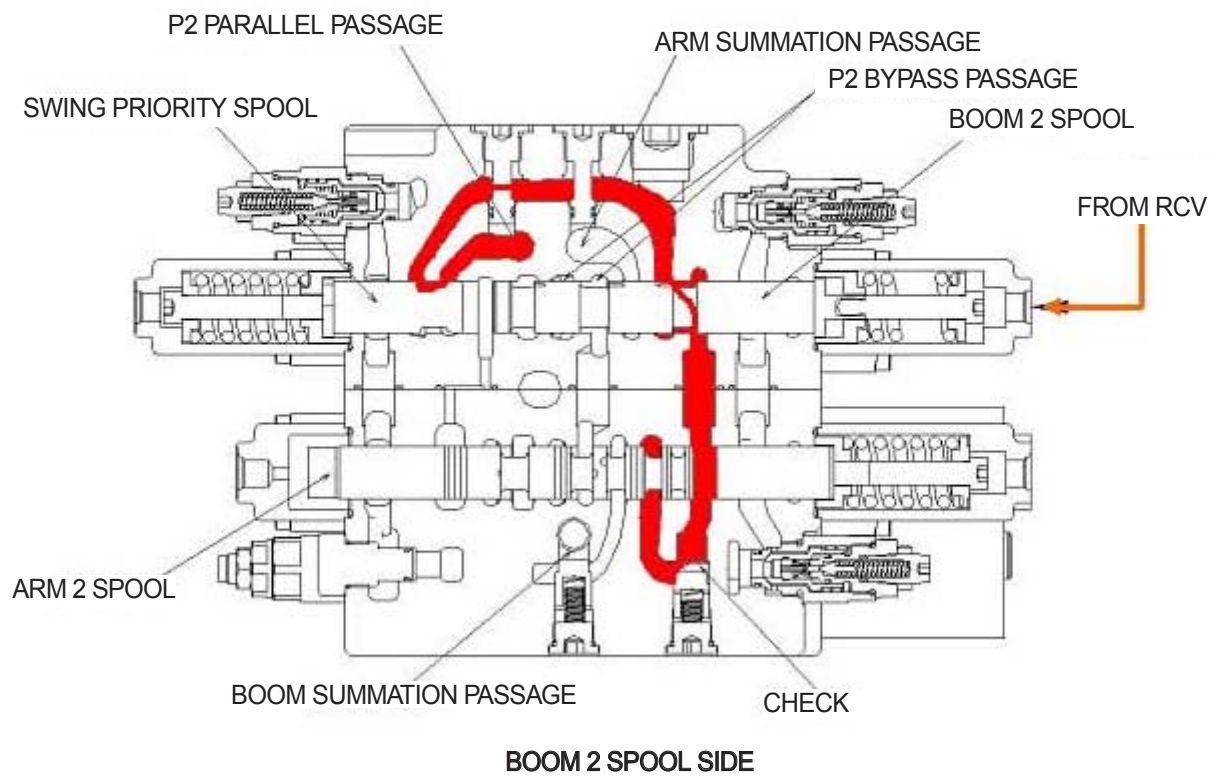 P2 PARALLEL PASSAGE
ARM SUMMATION PASSAGE
P2 BYPASS PASSAGE
SWING PRIORITY SPOOL
BOOM 2 SPOOL
FROM RCV
ARM 2 SPOOL
BOOM SUMMATION PASSAGE
CHECK
BOOM 2 SPOOL SIDE